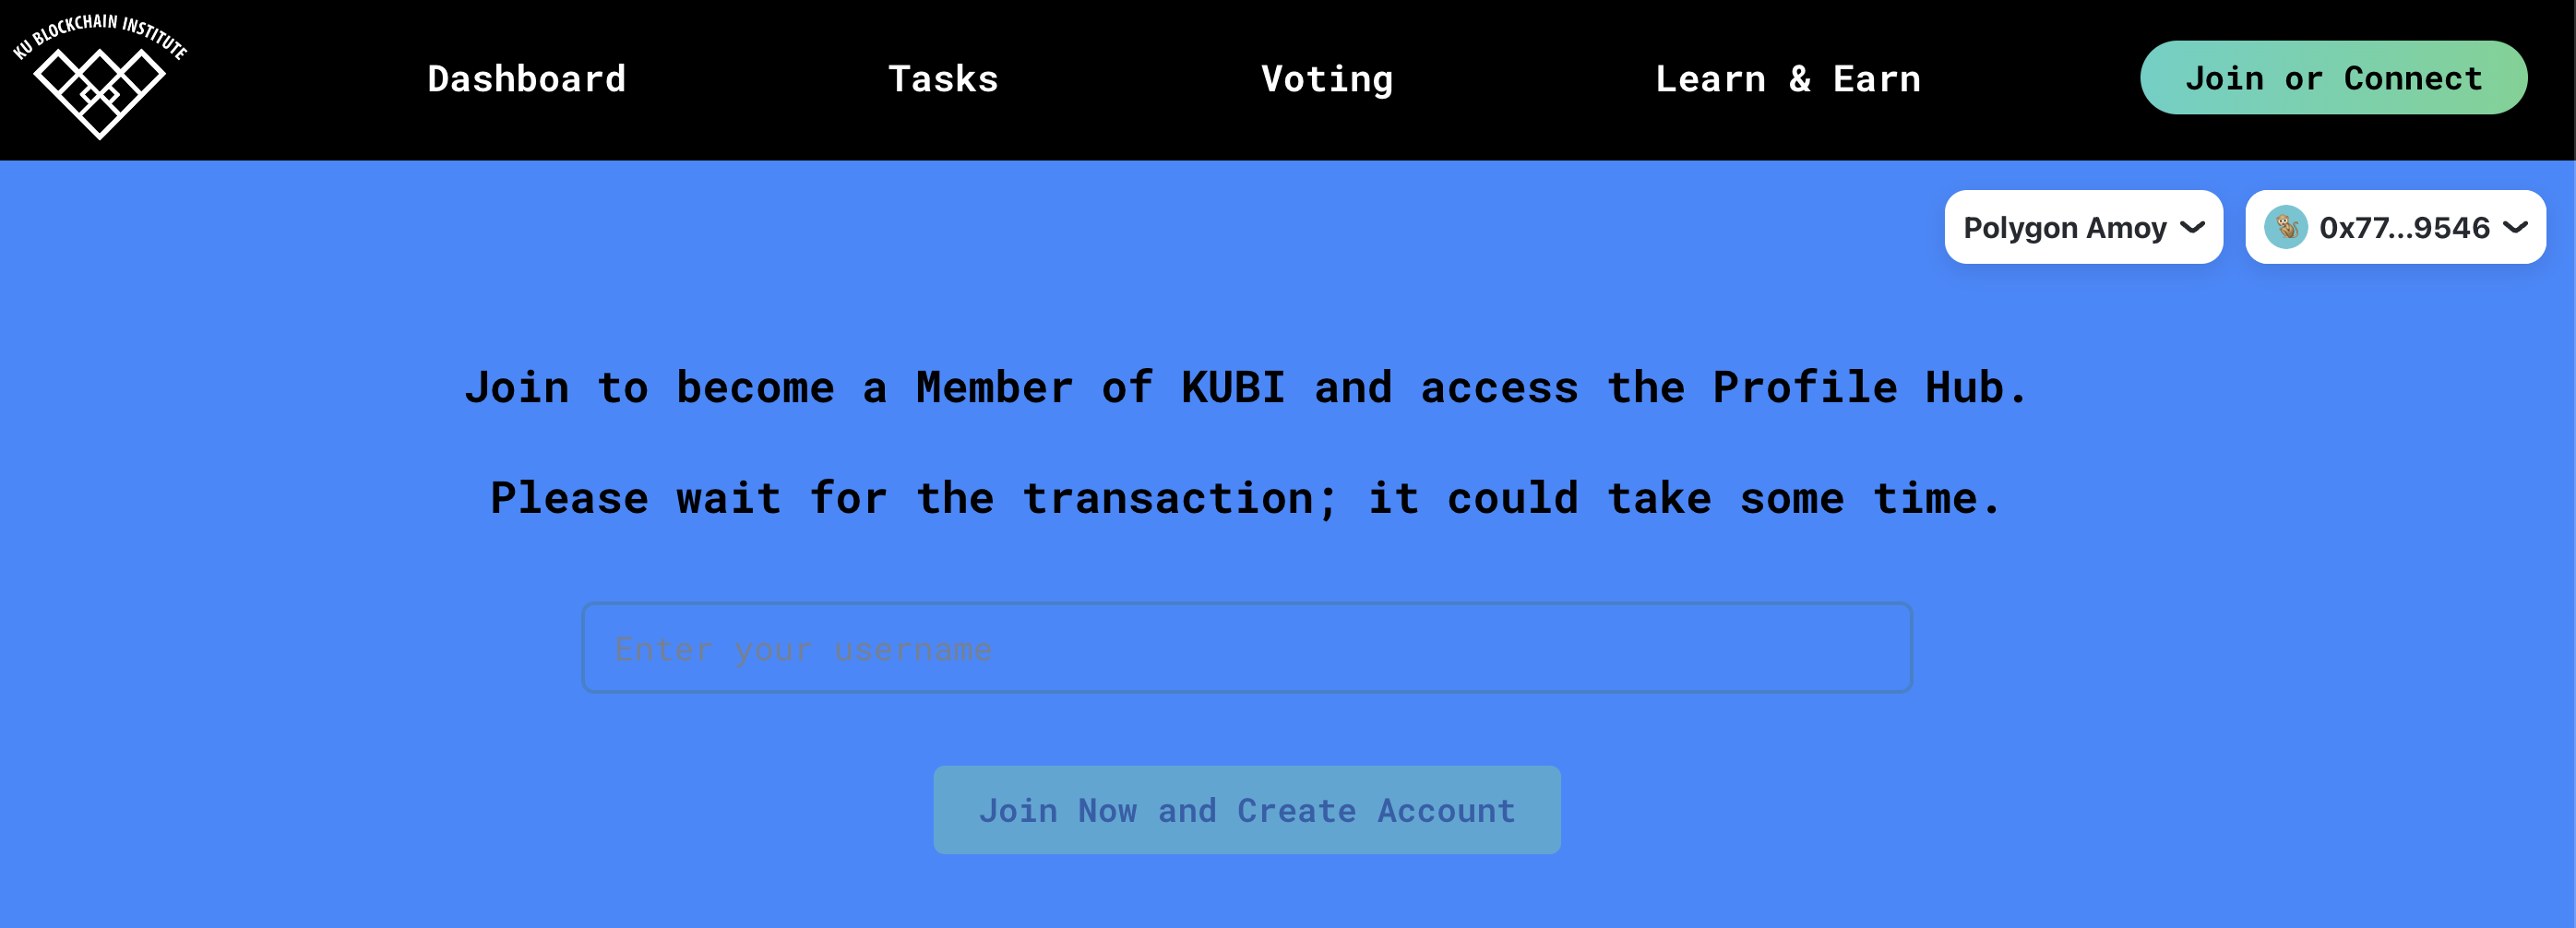 KU BLOCKCHAIN INSTITUTE
Dashboard
Tasks
Voting
Learn & Earn
Join or Connect
Polygon Amoy
0x77...9546
Join to become a Member of KUBI and access the Profile Hub.
Please wait for the transaction; it could take some time.
Enter your username
Join Now and Create Account